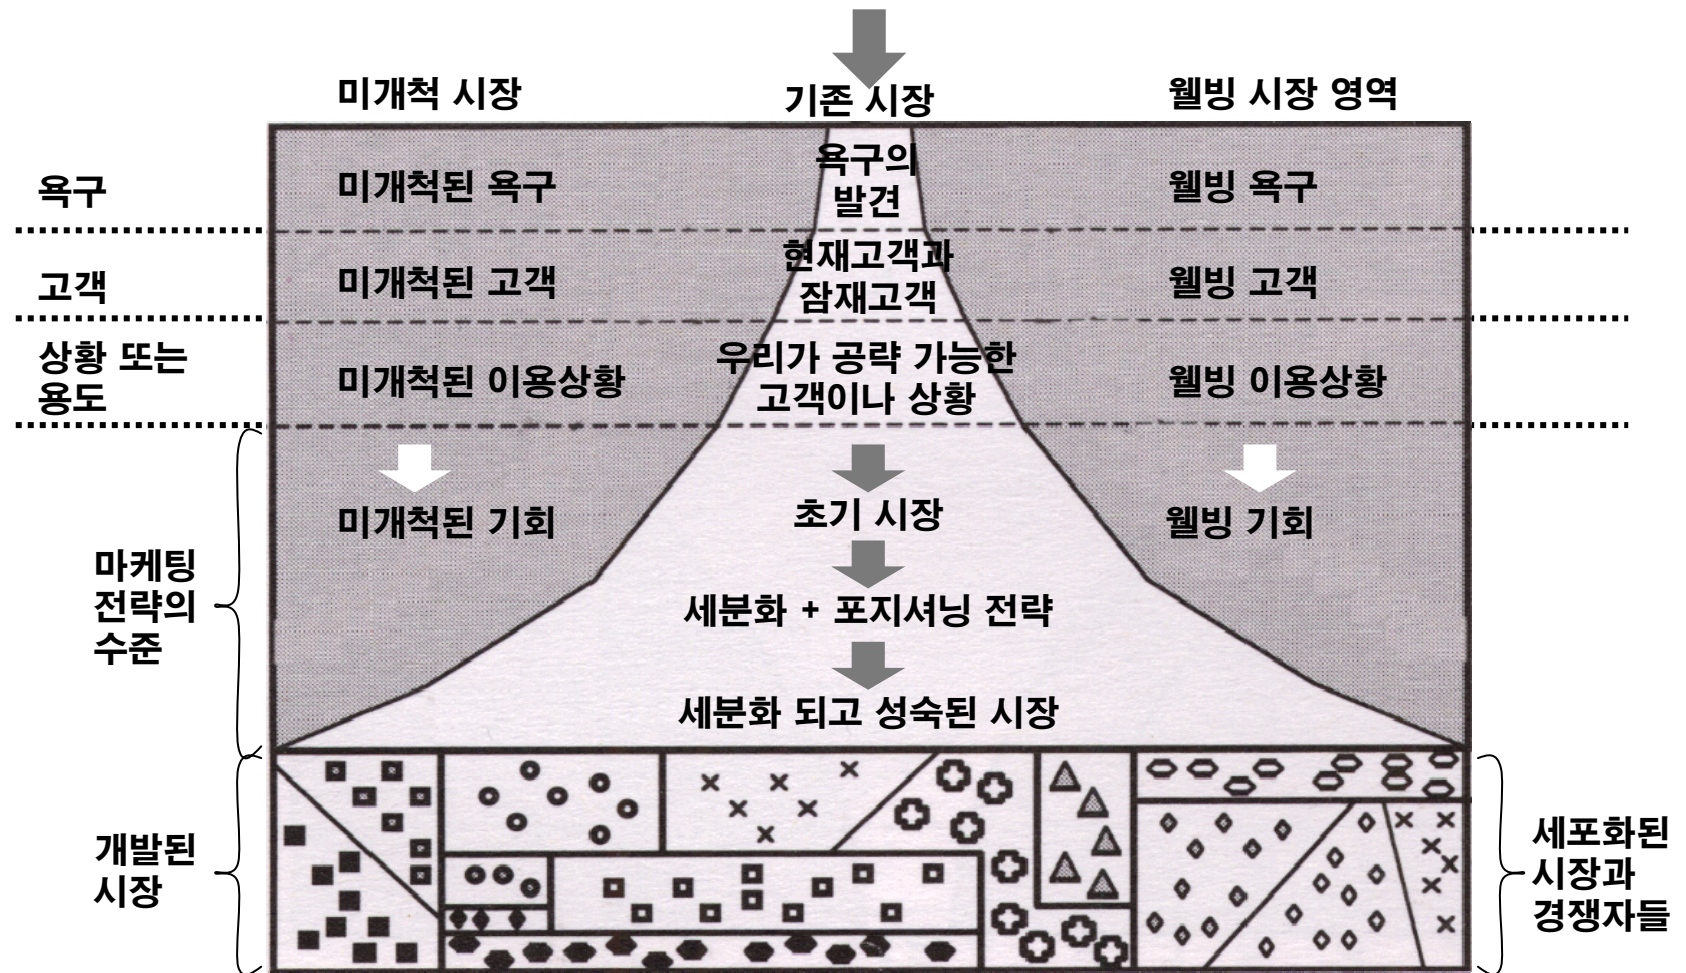 미개척 시장
기존 시장
웰빙 시장 영역
욕구
미개척된 욕구
욕구의
발견
웰빙 욕구
고객
미개척된 고객
현재고객과
잠재고객
웰빙 고객
상황 또는
용도
미개척된 이용상황
우리가 공략 가능한
고객이나 상황
웰빙 이용상황
마케팅
전략의
수준
미개척된 기회
초기 시장
세분화 + 포지셔닝 전략
세분화 되고 성숙된 시장
웰빙 기회
개발된
시장
세포화된
시장과
경쟁자들